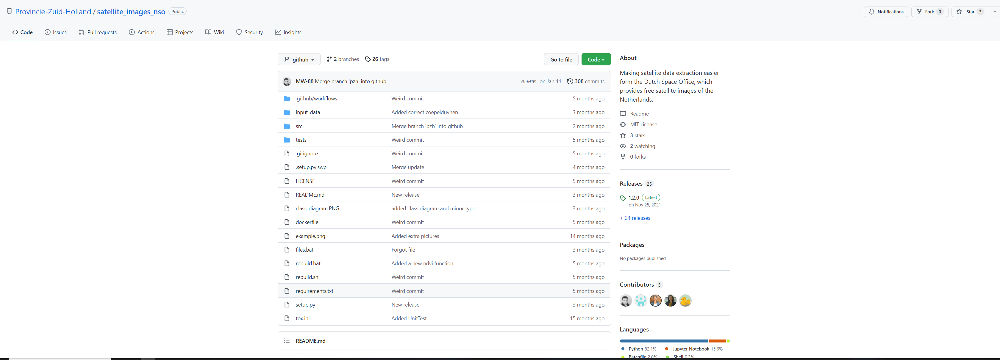 Provincie-Zuid-Holland / satellite_images_nso Public
Notifications Fork 0 Star 3
Code Issues Pull requests Actions Projects Wiki Security Insights
github 2 branches 26 tags Go to file Code
MW-88 Merge branch 'pzh' into github a3ebf99 on Jan 11 308 commits
.github/workflows Weird commit 5 months ago
input_data Added correct coepelduynen 3 months ago
src Merge branch 'pzh' into github 2 months ago
tests Weird commit 5 months ago
.gitignore Weird commit 5 months ago
.setup.py.swp Merge update 4 months ago
LICENSE Weird commit 5 months ago
README.md New release 3 months ago
class_diagram.PNG added class diagram and minor typo 3 months ago
dockerfile Weird commit 5 months ago
example.png Added extra pictures 14 months ago
files.bat Forgot file 3 months ago
rebuild.bat Added a new ndvi function 5 months ago
rebuild.sh Weird commit 5 months ago
requirements.txt Weird commit 5 months ago
setup.py New release 3 months ago
tox.ini Added UnitTest 15 months ago
README.md
About
Making satellite data extraction easier
form the Dutch Space Office, which
provides free satellite images of the
Netherlands.
Readme
MIT License
3 stars
2 watching
0 forks
Releases 25
1.2.0 Latest
on Nov 25, 2021
+ 24 releases
Packages
No packages published
Contributors 5
Languages
Python 82.1% Jupyter Notebook 15.6%
Batchfile 2.0% Shell 0.3%